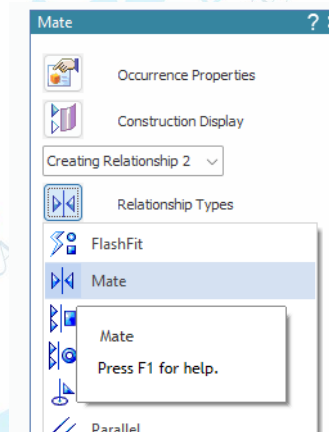 Mate ?
Occurrence Properties
Construction Display
Creating Relationship 2
Relationship Types
FlashFit
Mate
Mate
Press F1 for help.
Parallel